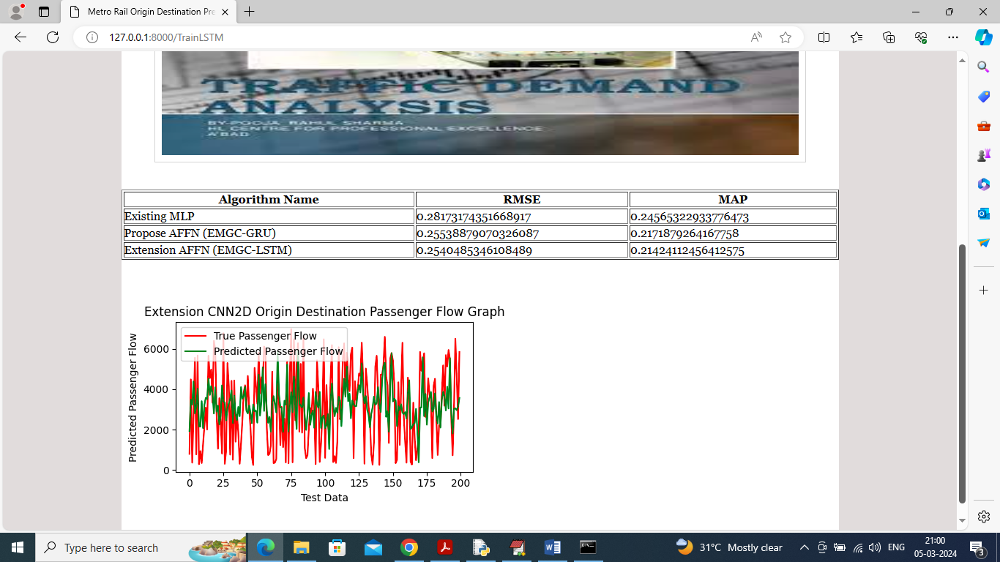 Metro Rail Origin Destination Pre
127.0.0.1:8000/TrainLSTM
TRAFFIC DEMAND
ANALYSIS
BY-POOJA RAHUL SHARMA
HL CENTRE FOR PROFESSIONAL EXCELLENCE
A'BAD
Algorithm Name RMSE MAP
Existing MLP 0.28173174351668917 0.24565322933776473
Propose AFFN (EMGC-GRU) 0.25538879070326087 0.2171879264167758
Extension AFFN (EMGC-LSTM) 0.2540485346108489 0.21424112456412575
Extension CNN2D Origin Destination Passenger Flow Graph
True Passenger Flow
Predicted Passenger Flow
Predicted Passenger Flow
6000
4000
2000
0
0 25 50 75 100 125 150 175 200
Test Data
Type here to search
31°C Mostly clear
ENG
21:00
05-03-2024
3